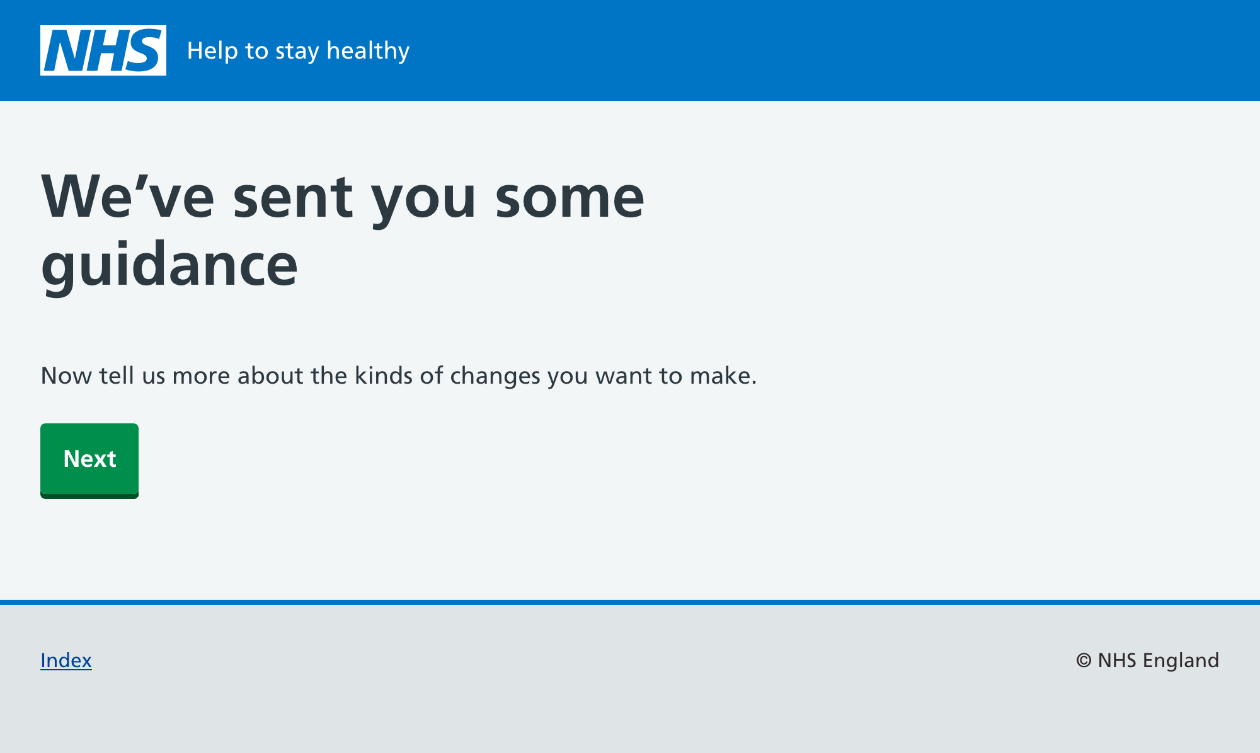 NHS Help to stay healthy
We’ve sent you some
guidance
Now tell us more about the kinds of changes you want to make.
Next
Index © NHS England